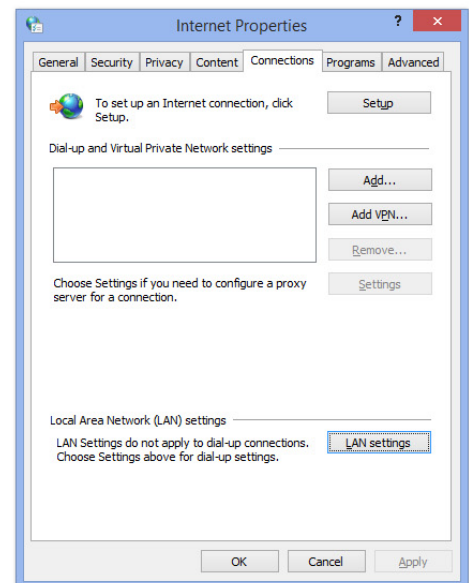 Internet Properties
? ×
General Security Privacy Content Connections Programs Advanced
To set up an Internet connection, click
Setup.
Setup
Dial-up and Virtual Private Network settings
Add...
Add VPN...
Remove...
Choose Settings if you need to configure a proxy
server for a connection.
Settings
Local Area Network (LAN) settings
LAN Settings do not apply to dial-up connections.
Choose Settings above for dial-up settings.
LAN settings
OK Cancel Apply